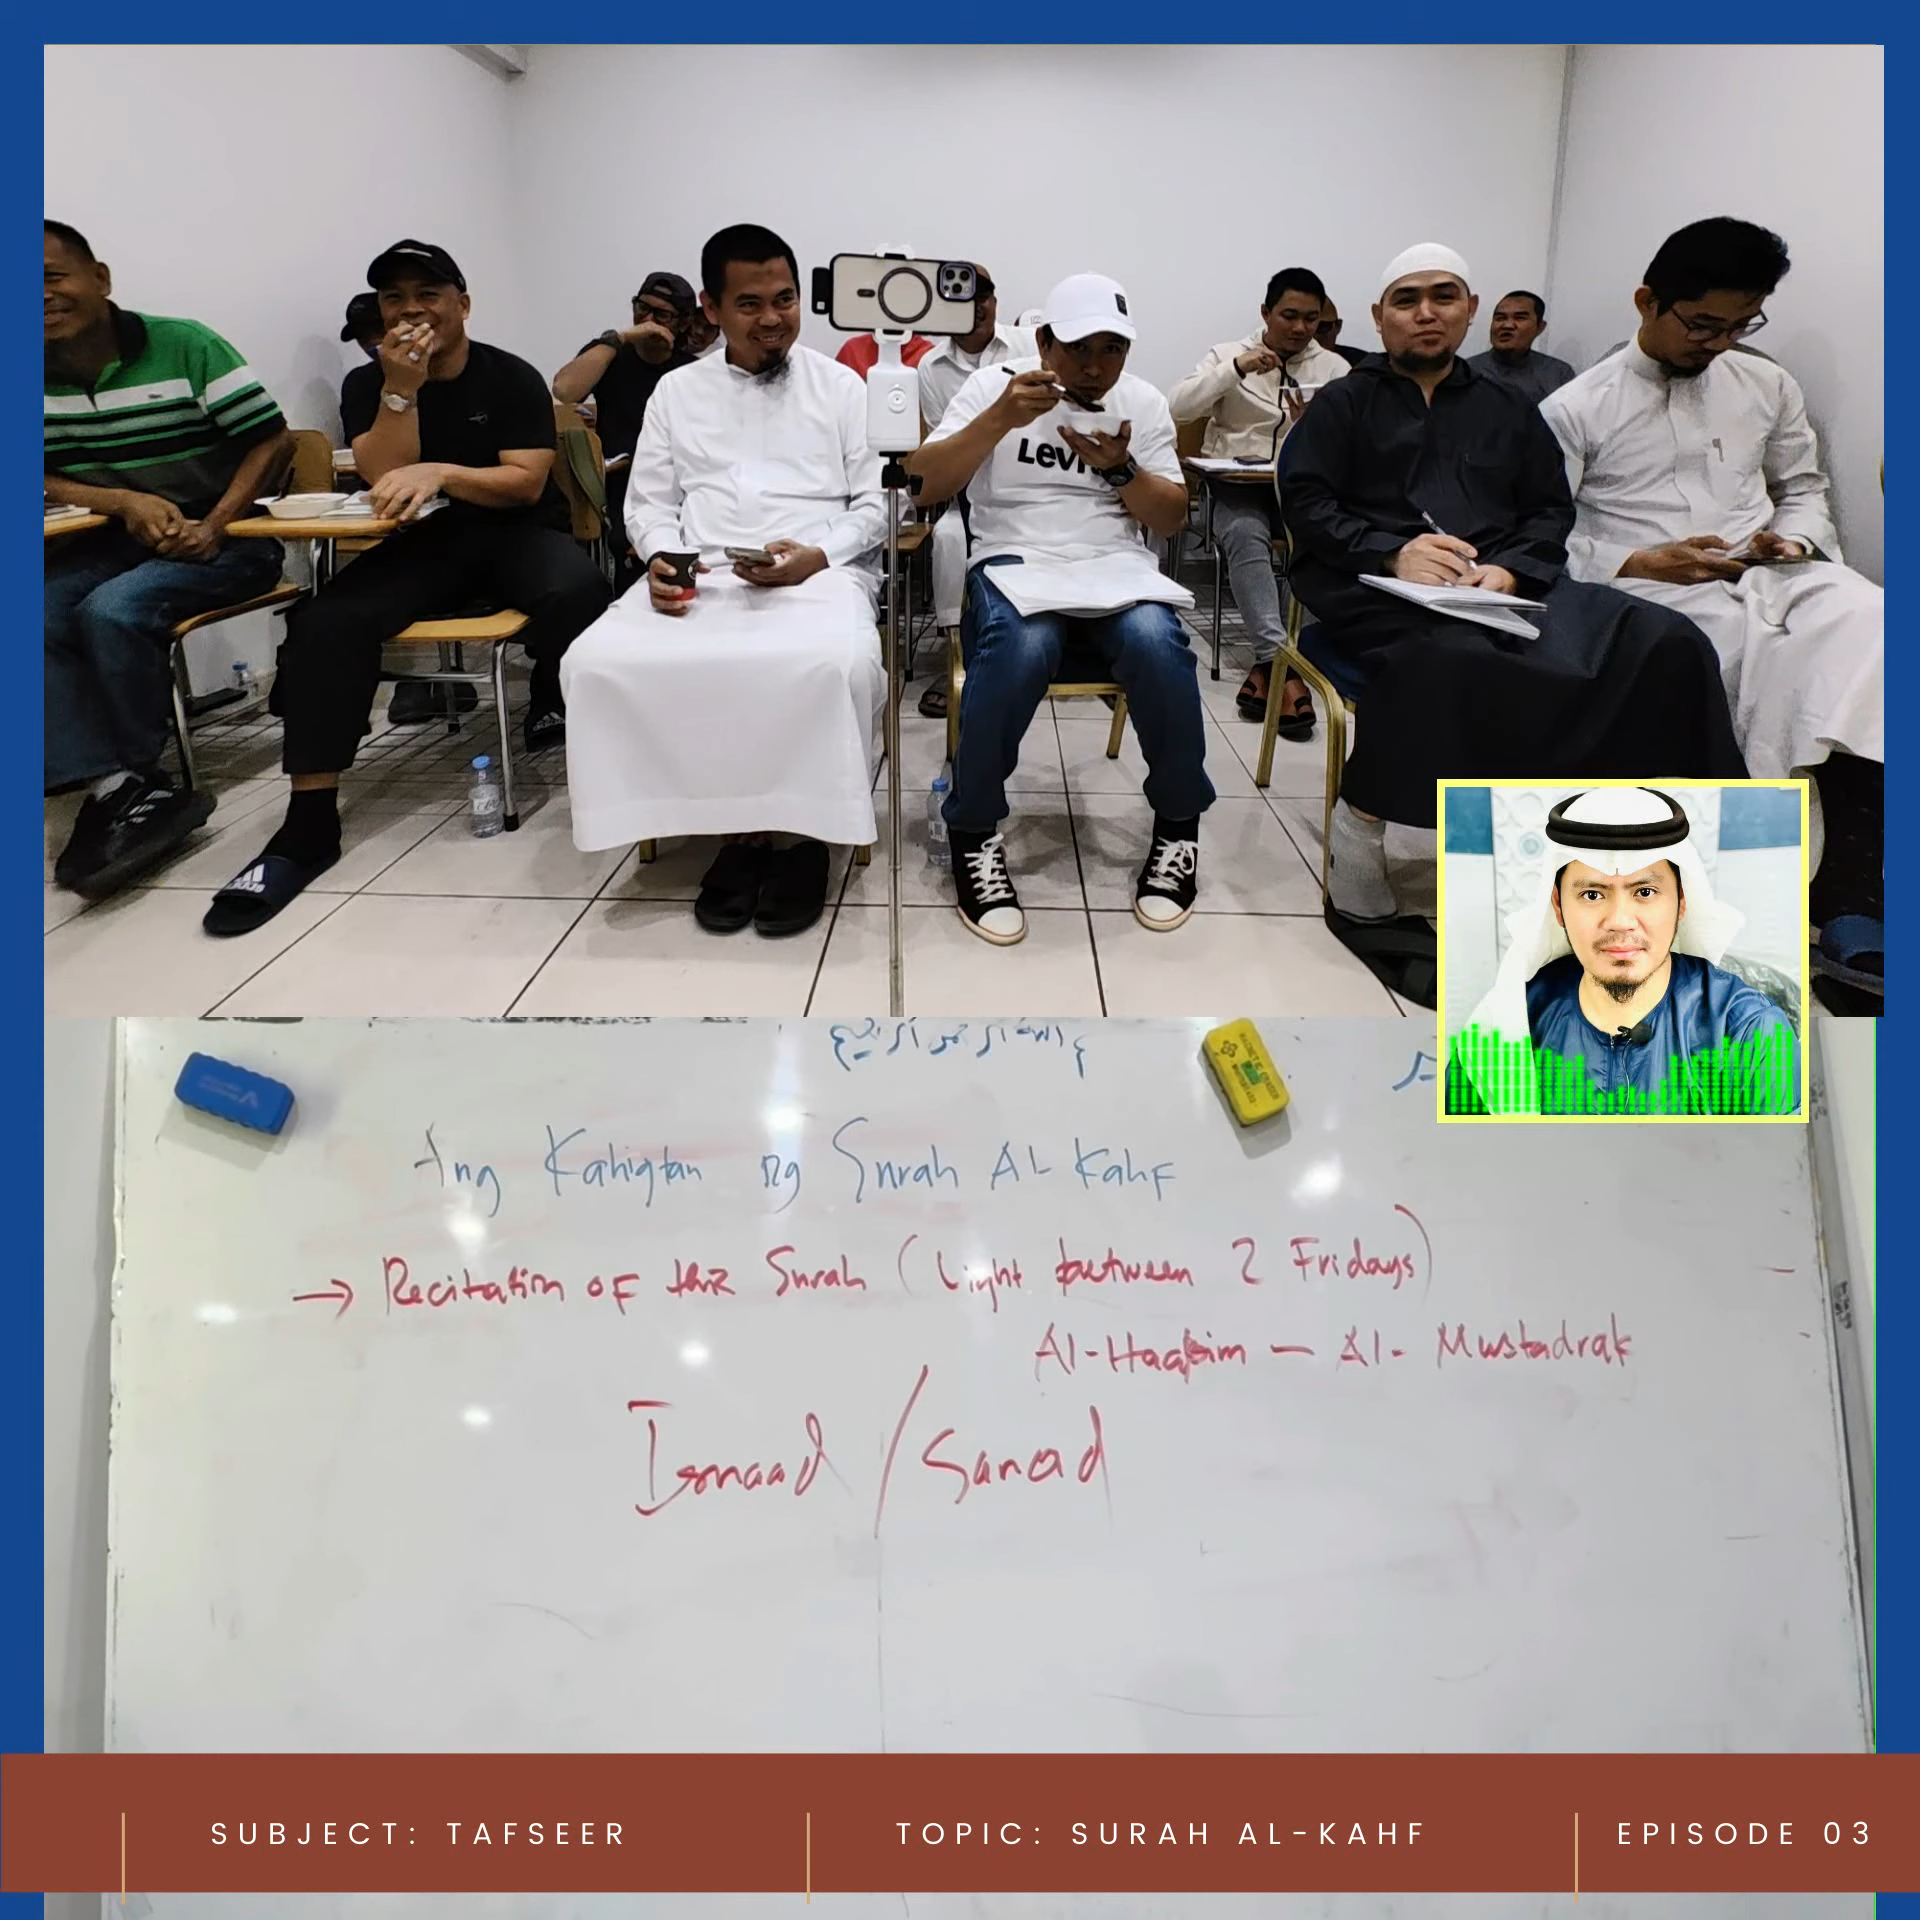 Levi's
Ang Kahigtan ng Surah Al-Kahf
→ Recitation of this Surah (Light between 2 Fridays)
Al-Haakim — Al-Mustadrak
Isnaad / Sanad
SUBJECT: TAFSEER
TOPIC: SURAH AL-KAHF
EPISODE 03